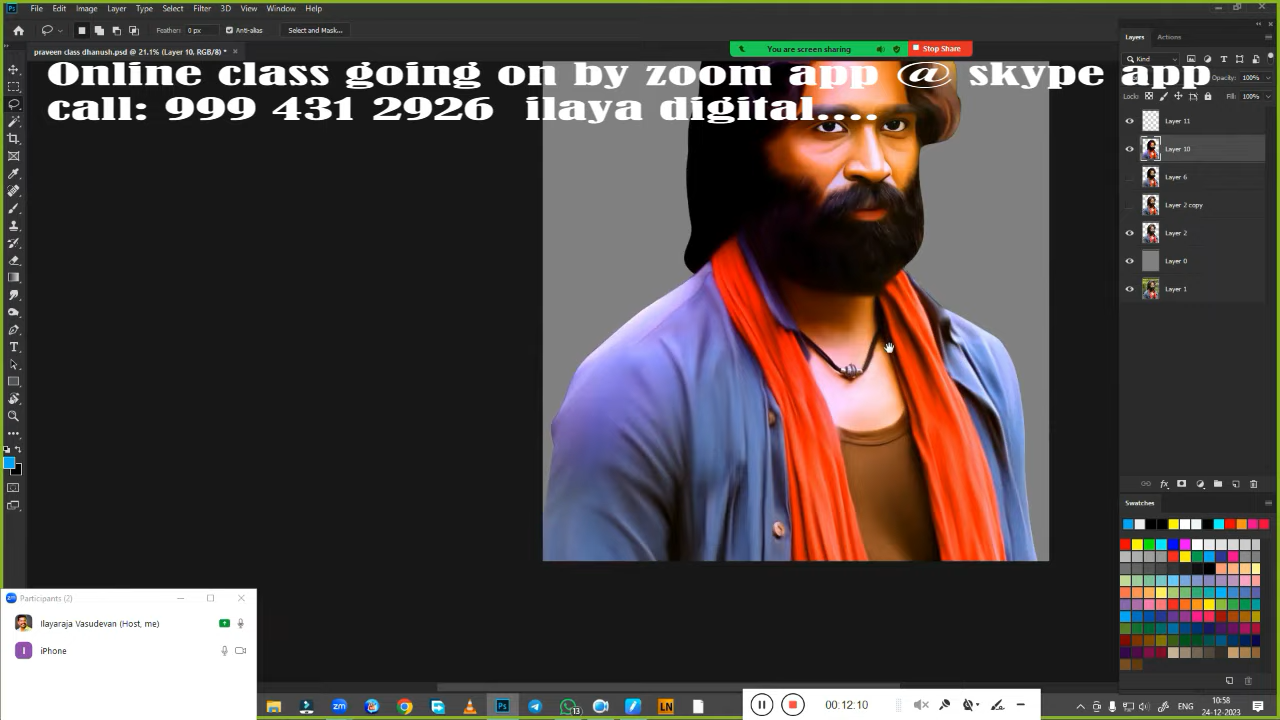 File Edit Image Layer Type Select Filter 3D View Window Help
Feather: 0 px Anti-alias Select and Mask...
praveen class dhanush.psd @ 21.1% (Layer 10, RGB/8) *
You are screen sharing Stop Share
Online class going on by zoom app @ skype app
call: 999 431 2926 ilaya digital....
Layers Actions
Kind
Opacity: 100%
Lock: Fill: 100%
Layer 11
Layer 10
Layer 6
Layer 2 copy
Layer 2
Layer 0
Layer 1
Swatches
Participants (2)
Ilayaraja Vasudevan (Host, me)
I iPhone
00:12:10
ENG
10:58
24-12-2023